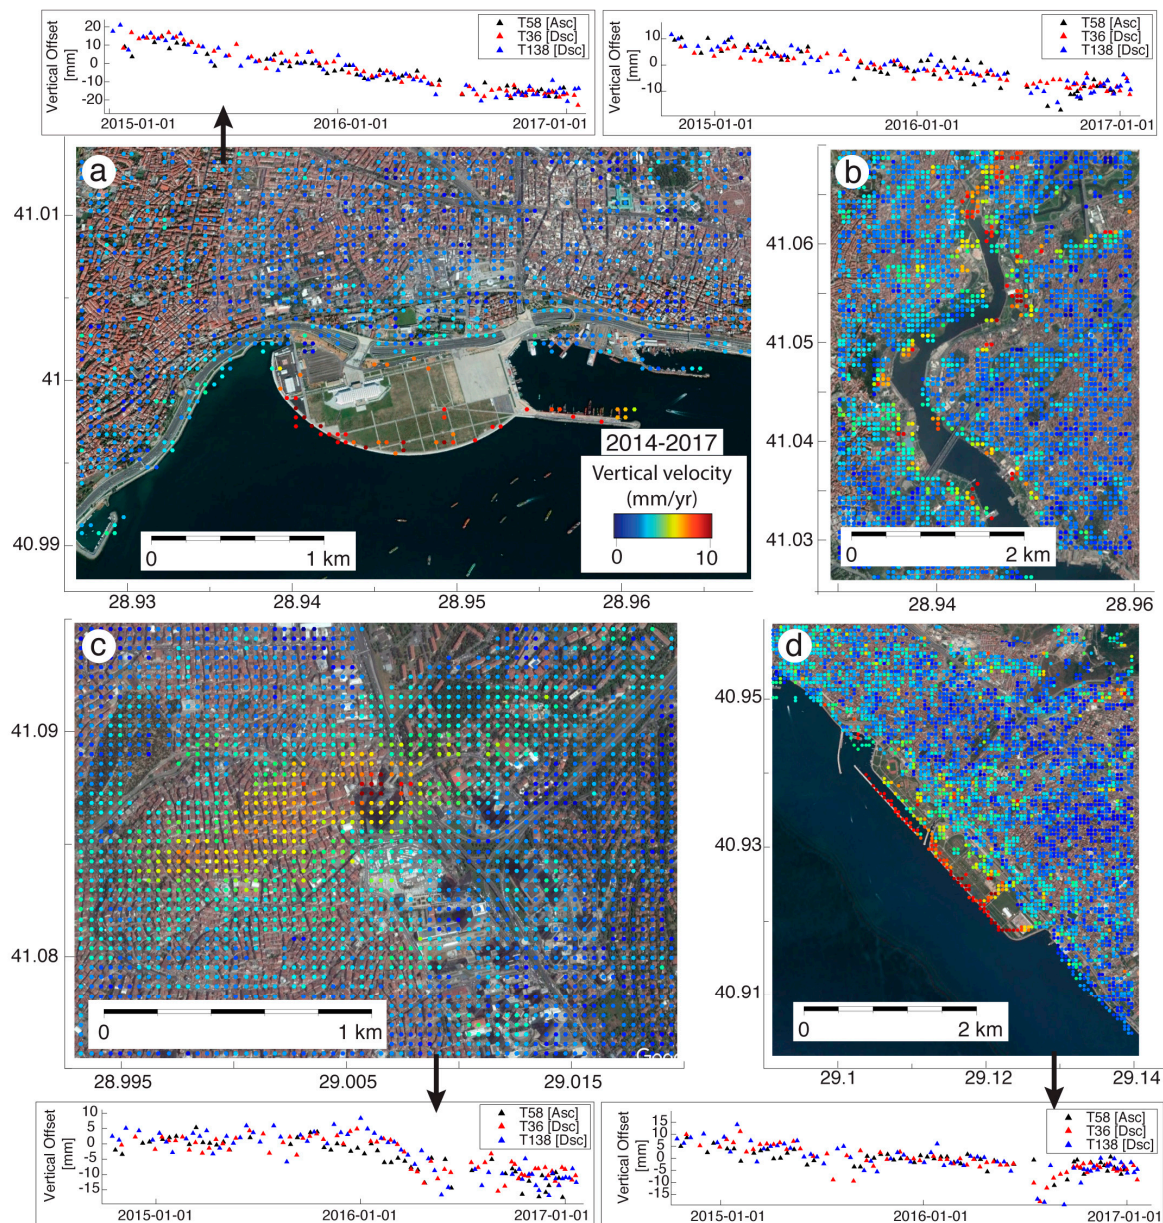 20
10
0
-10
-20
Vertical Offset
[mm]
T58 [Asc]
T36 [Dsc]
T138 [Dsc]
2015-01-01 2016-01-01 2017-01-01
10
0
-10
Vertical Offset
[mm]
T58 [Asc]
T36 [Dsc]
T138 [Dsc]
2015-01-01 2016-01-01 2017-01-01
a
41.01
41
40.99
2014-2017
Vertical velocity
(mm/yr)
0 10
0 1 km
28.93 28.94 28.95 28.96
b
41.06
41.05
41.04
41.03
0 2 km
28.94 28.96
c
41.09
41.08
0 1 km
Goo
28.995 29.005 29.015
d
40.95
40.93
40.91
0 2 km
29.1 29.12 29.14
10
5
0
-5
-10
-15
Vertical Offset
[mm]
T58 [Asc]
T36 [Dsc]
T138 [Dsc]
2015-01-01 2016-01-01 2017-01-01
15
10
5
0
-5
-10
-15
Vertical Offset
[mm]
T58 [Asc]
T36 [Dsc]
T138 [Dsc]
2015-01-01 2016-01-01 2017-01-01